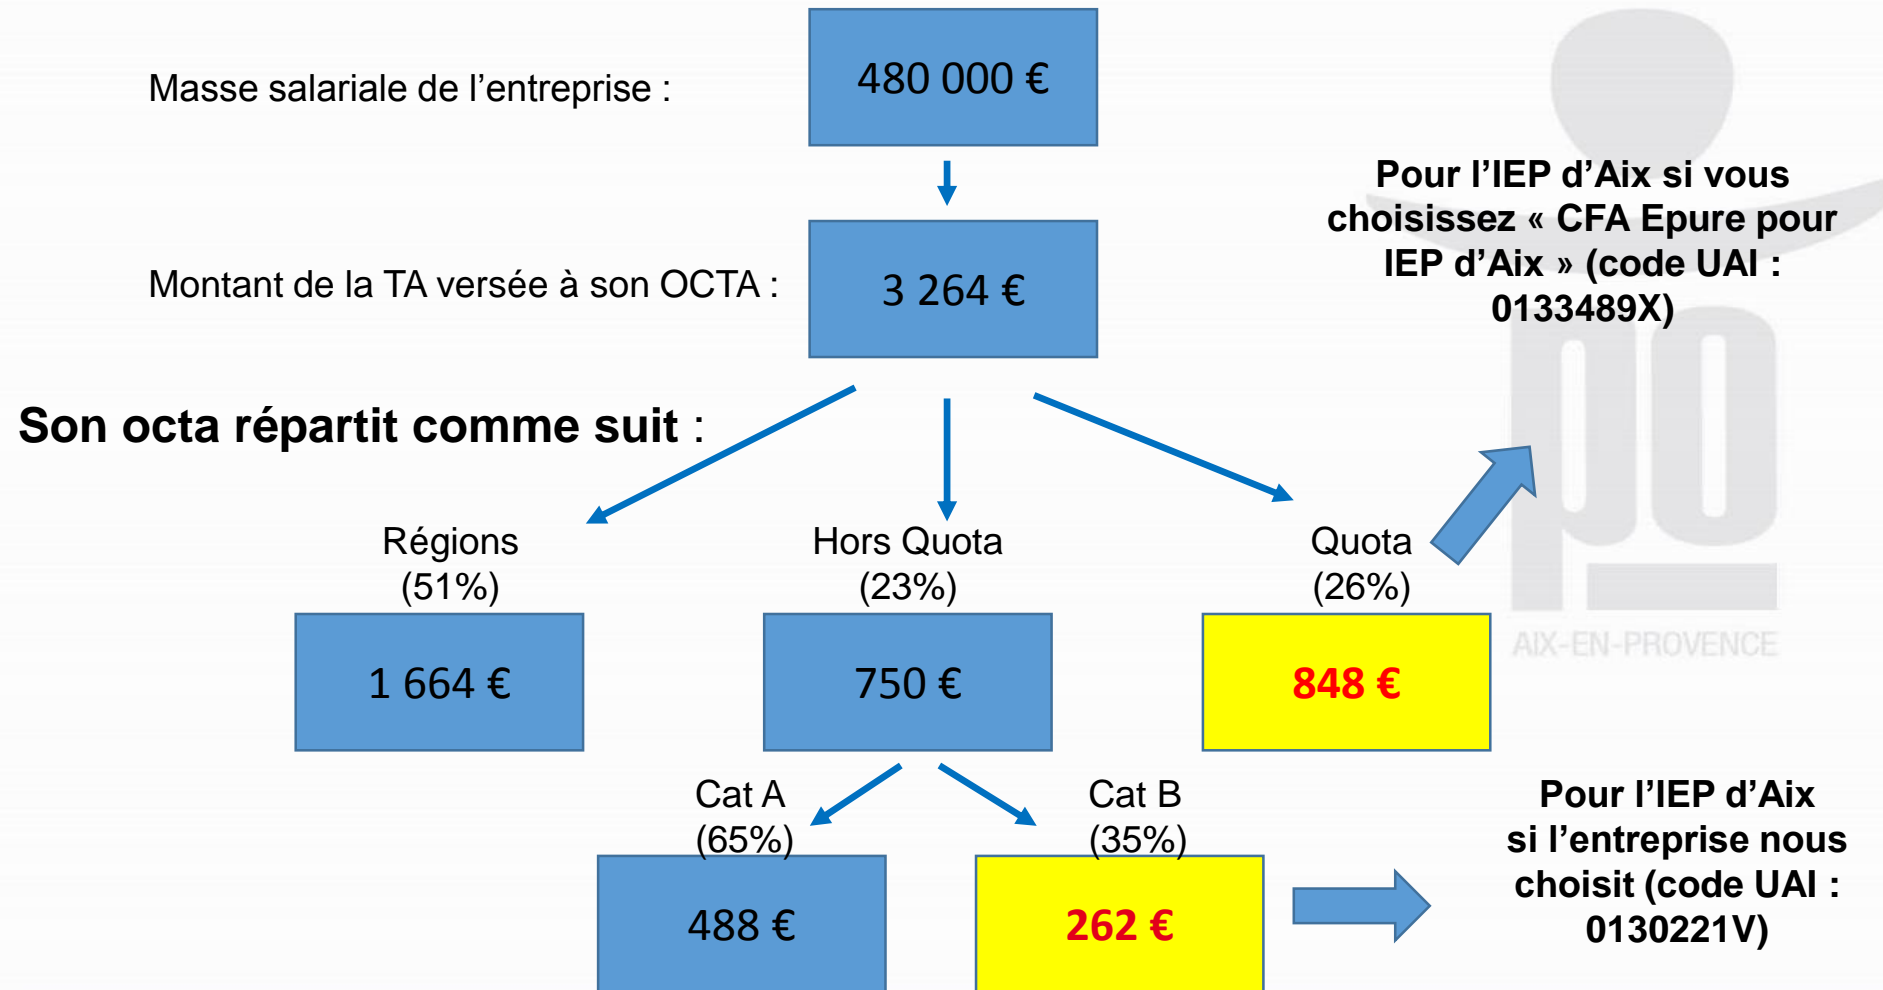 Masse salariale de l’entreprise :
480 000 €
Pour l’IEP d’Aix si vous
choisissez « CFA Epure pour
IEP d’Aix » (code UAI :
0133489X)
Montant de la TA versée à son OCTA :
3 264 €
Son octa répartit comme suit :
Régions
(51%)
Hors Quota
(23%)
Quota
(26%)
1 664 €
750 €
848 €
po
AIX-EN-PROVENCE
Cat A
(65%)
Cat B
(35%)
488 €
262 €
Pour l’IEP d’Aix
si l’entreprise nous
choisit (code UAI :
0130221V)